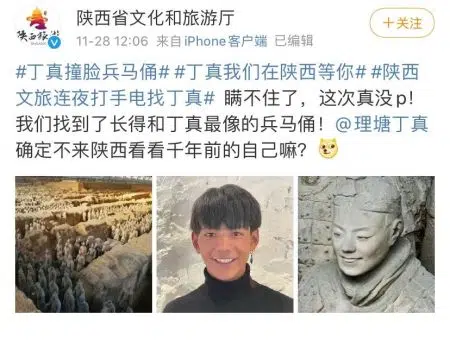 陕西省文化和旅游厅
+关注
11-28 12:06 来自iPhone客户端 已编辑
#丁真撞脸兵马俑##丁真我们在陕西等你##陕西
文旅连夜打手电找丁真# 瞒不住了，这次真没p！
我们找到了长得和丁真最像的兵马俑！@理塘丁真
确定不来陕西看看千年前的自己嘛？